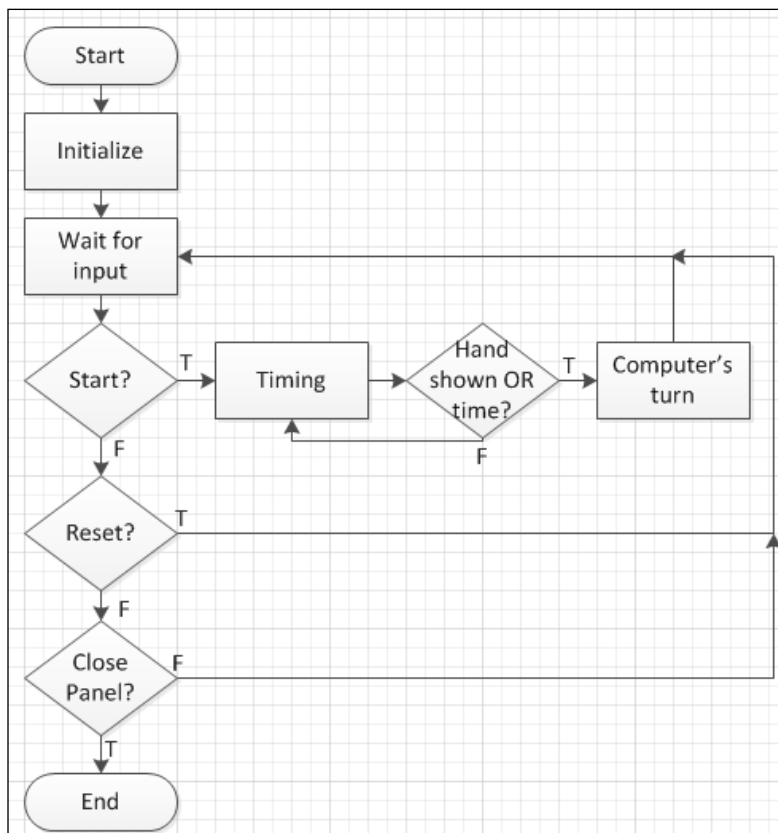 Start
Initialize
Wait for
input
Start?
T
Timing
Hand
shown OR
time?
T
Computer's
turn
F
F
Reset?
T
F
Close
Panel?
F
T
End